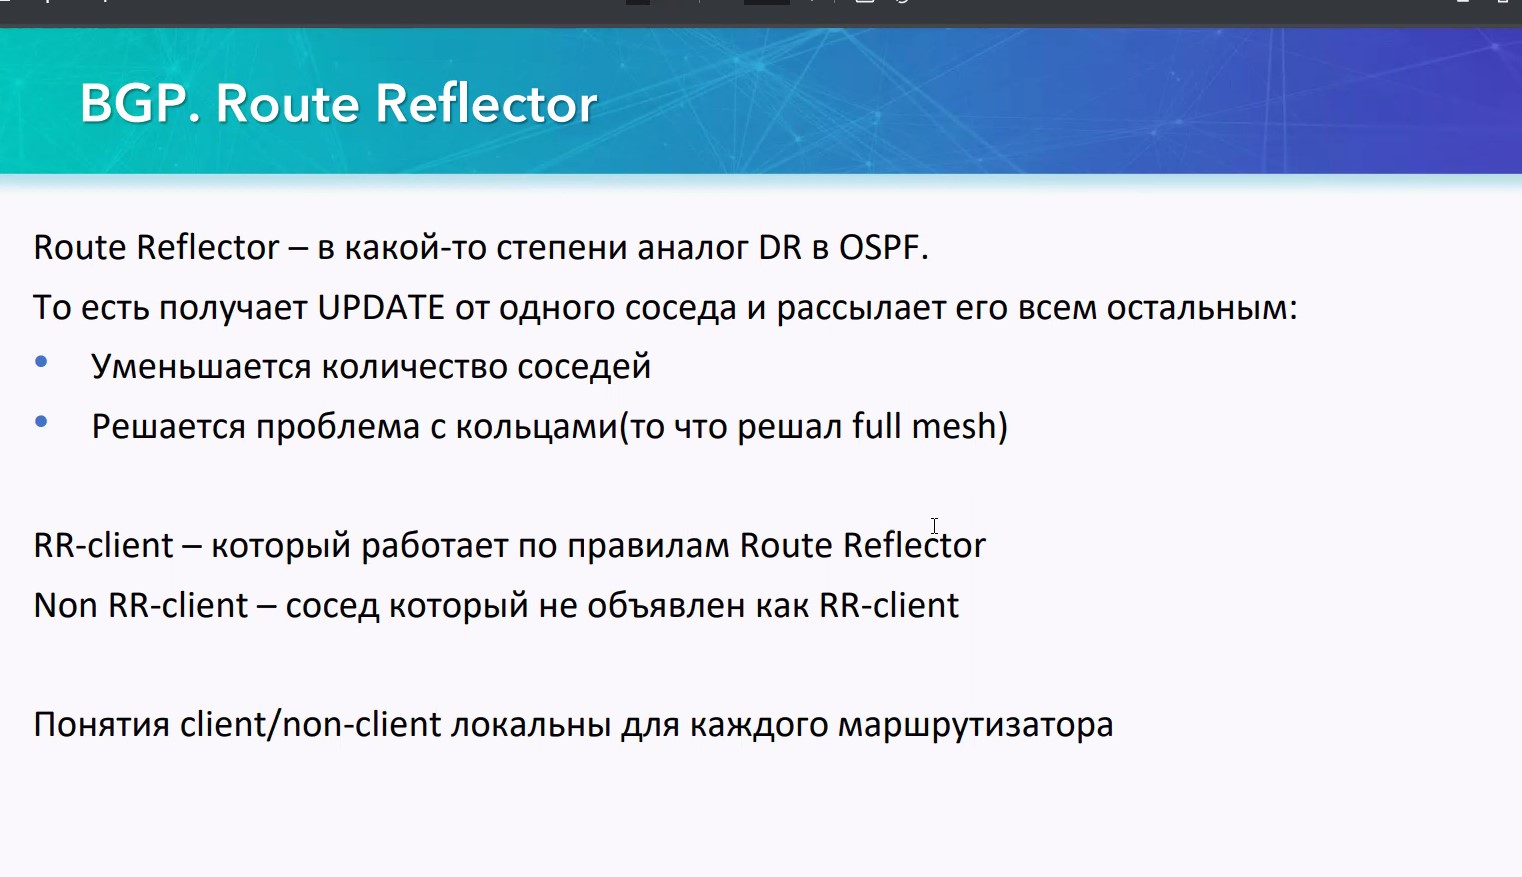 BGP. Route Reflector
Route Reflector – в какой-то степени аналог DR в OSPF.
То есть получает UPDATE от одного соседа и рассылает его всем остальным:
• Уменьшается количество соседей
• Решается проблема с кольцами(то что решал full mesh)
RR-client – который работает по правилам Route Reflector
Non RR-client – сосед который не объявлен как RR-client
Понятия client/non-client локальны для каждого маршрутизатора